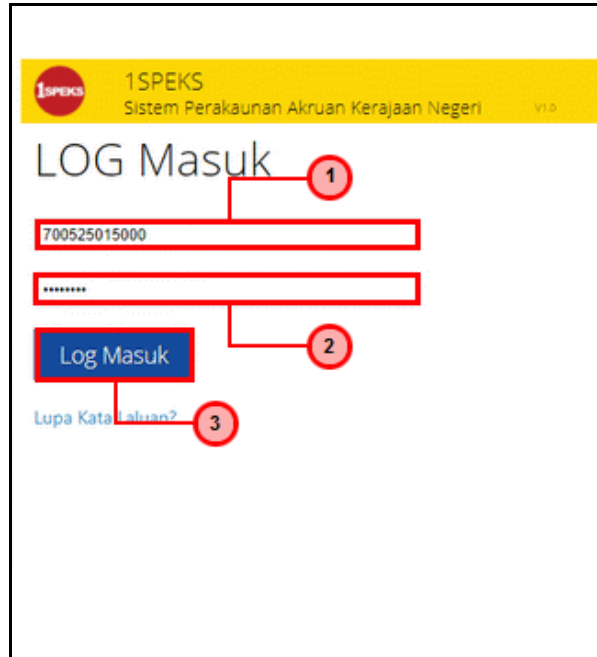 1SPEKS
1SPEKS
Sistem Perakaunan Akruan Kerajaan Negeri V1.0
LOG Masuk
1
700525015000
••••••••
2
Log Masuk
Lupa Kata Laluan?
3